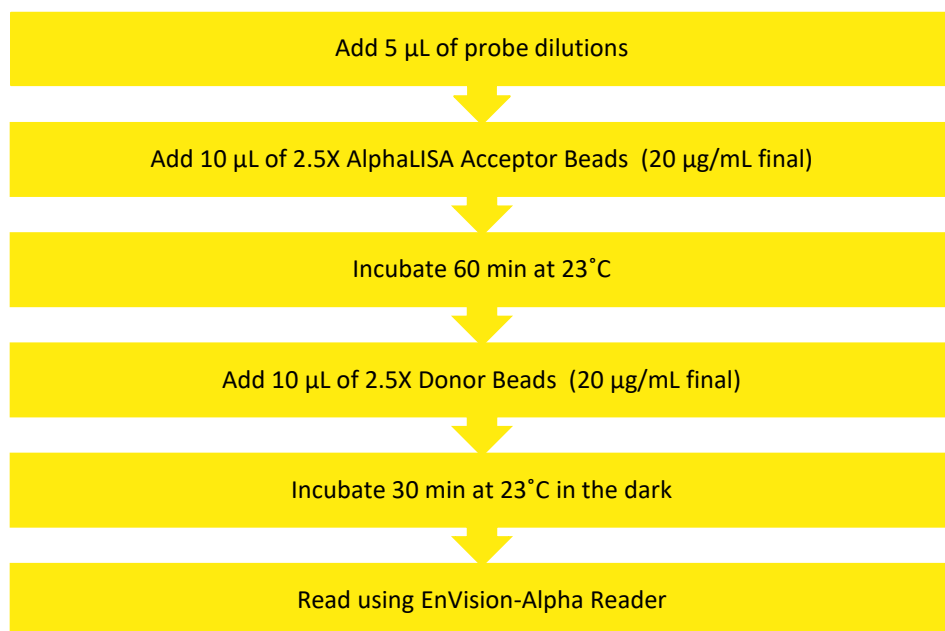 Add 5 µL of probe dilutions
Add 10 µL of 2.5X AlphaLISA Acceptor Beads  (20 µg/mL final)
Incubate 60 min at 23˚C
Add 10 µL of 2.5X Donor Beads  (20 µg/mL final)
Incubate 30 min at 23˚C in the dark
Read using EnVision-Alpha Reader